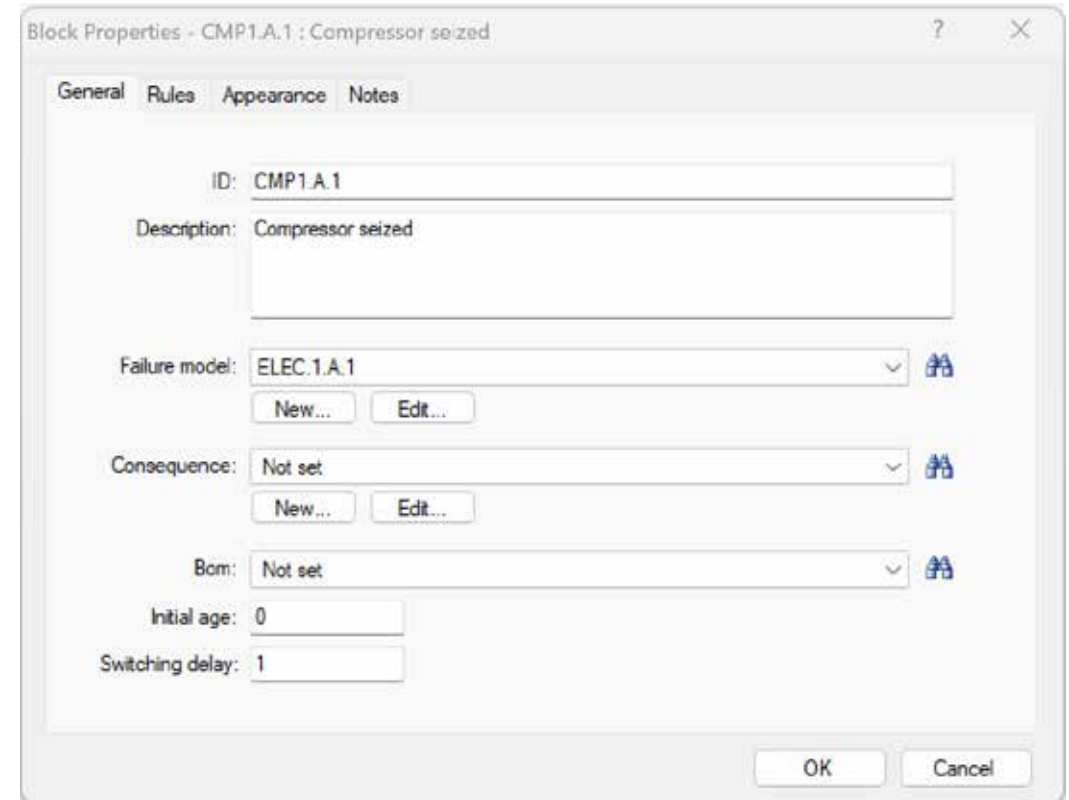 Block Properties - CMP1.A.1 : Compressor seized
?
General Rules Appearance Notes
ID: CMP1.A.1
Description: Compressor seized
Failure model: ELEC.1.A.1
New... Edit...
Consequence: Not set
New... Edit...
Bom: Not set
Initial age: 0
Switching delay: 1
OK Cancel